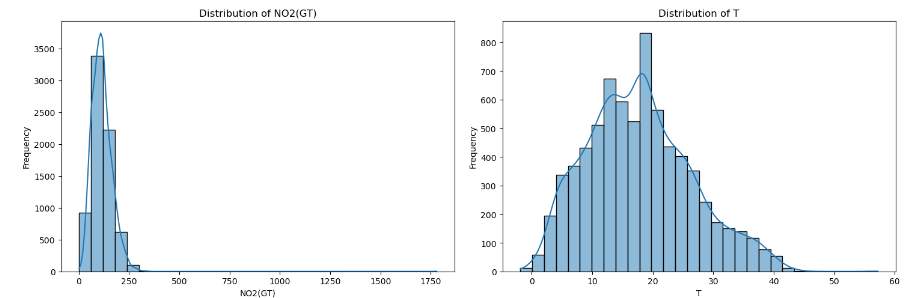 Distribution of NO2(GT)
Frequency
3500
3000
2500
2000
1500
1000
500
0
0 250 500 750 1000 1250 1500 1750
NO2(GT)
Distribution of T
Frequency
800
700
600
500
400
300
200
100
0
0 10 20 30 40 50 60
T